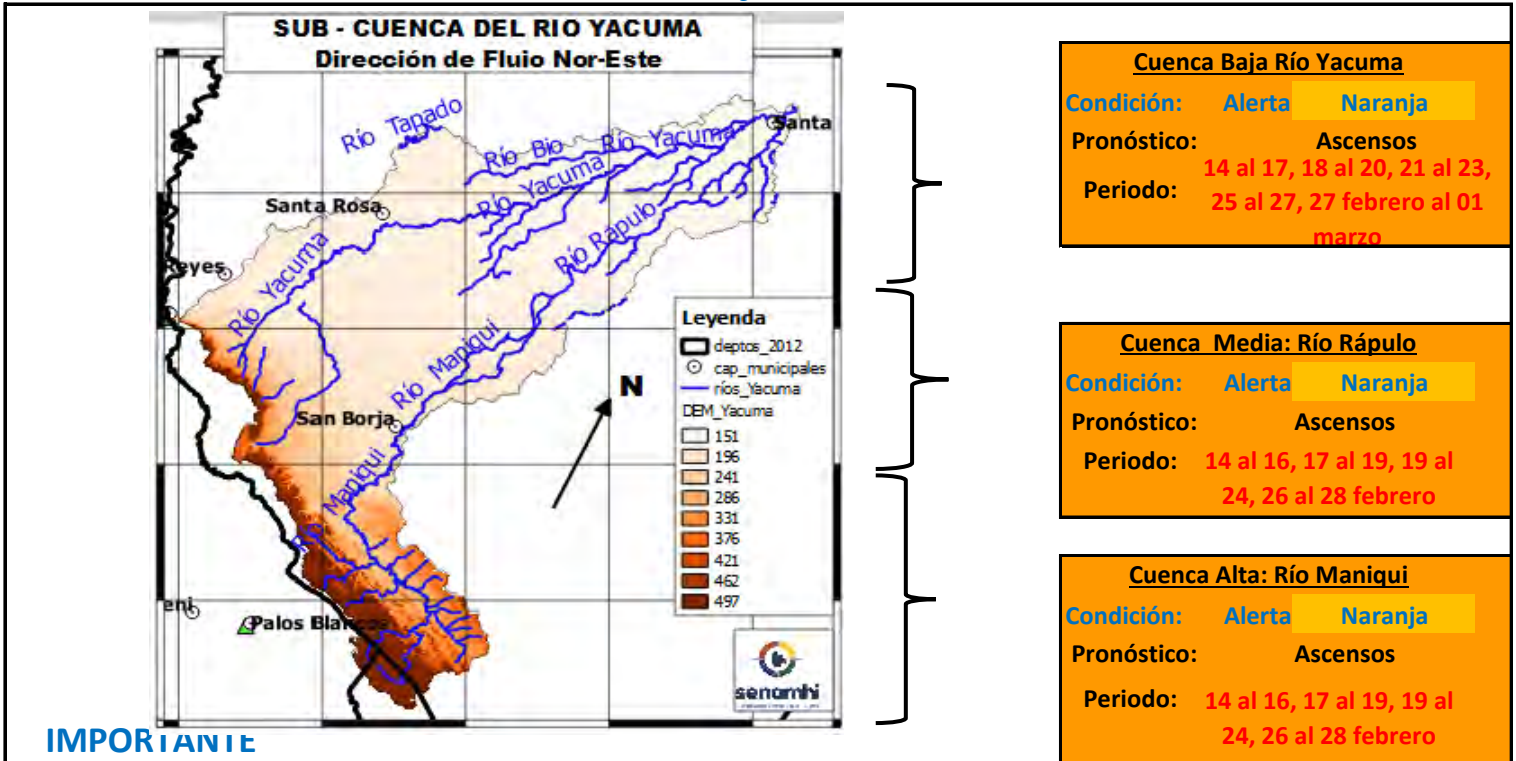 SUB - CUENCA DEL RIO YACUMA
Dirección de Fluio Nor-Este
Río Tapado
Río Bio
Río Yacuma
Santa
Río Yacuma
Santa Rosa
Río Rápulo
Reyes
Río Yacuma
Río Maniqui
San Borja
Río Maniqui
Río Maniqui
eni
Palos Blancos
N
Leyenda
deptos_2012
cap_municipales
ríos_Yacuma
DEM_Yacuma
151
196
241
286
331
376
421
462
497
senamhi
IMPORTANTE
Cuenca Baja Río Yacuma
Condición: Alerta Naranja
Pronóstico: Ascensos
Periodo: 14 al 17, 18 al 20, 21 al 23,
25 al 27, 27 febrero al 01
marzo
Cuenca Media: Río Rápulo
Condición: Alerta Naranja
Pronóstico: Ascensos
Periodo: 14 al 16, 17 al 19, 19 al
24, 26 al 28 febrero
Cuenca Alta: Río Maniqui
Condición: Alerta Naranja
Pronóstico: Ascensos
Periodo: 14 al 16, 17 al 19, 19 al
24, 26 al 28 febrero